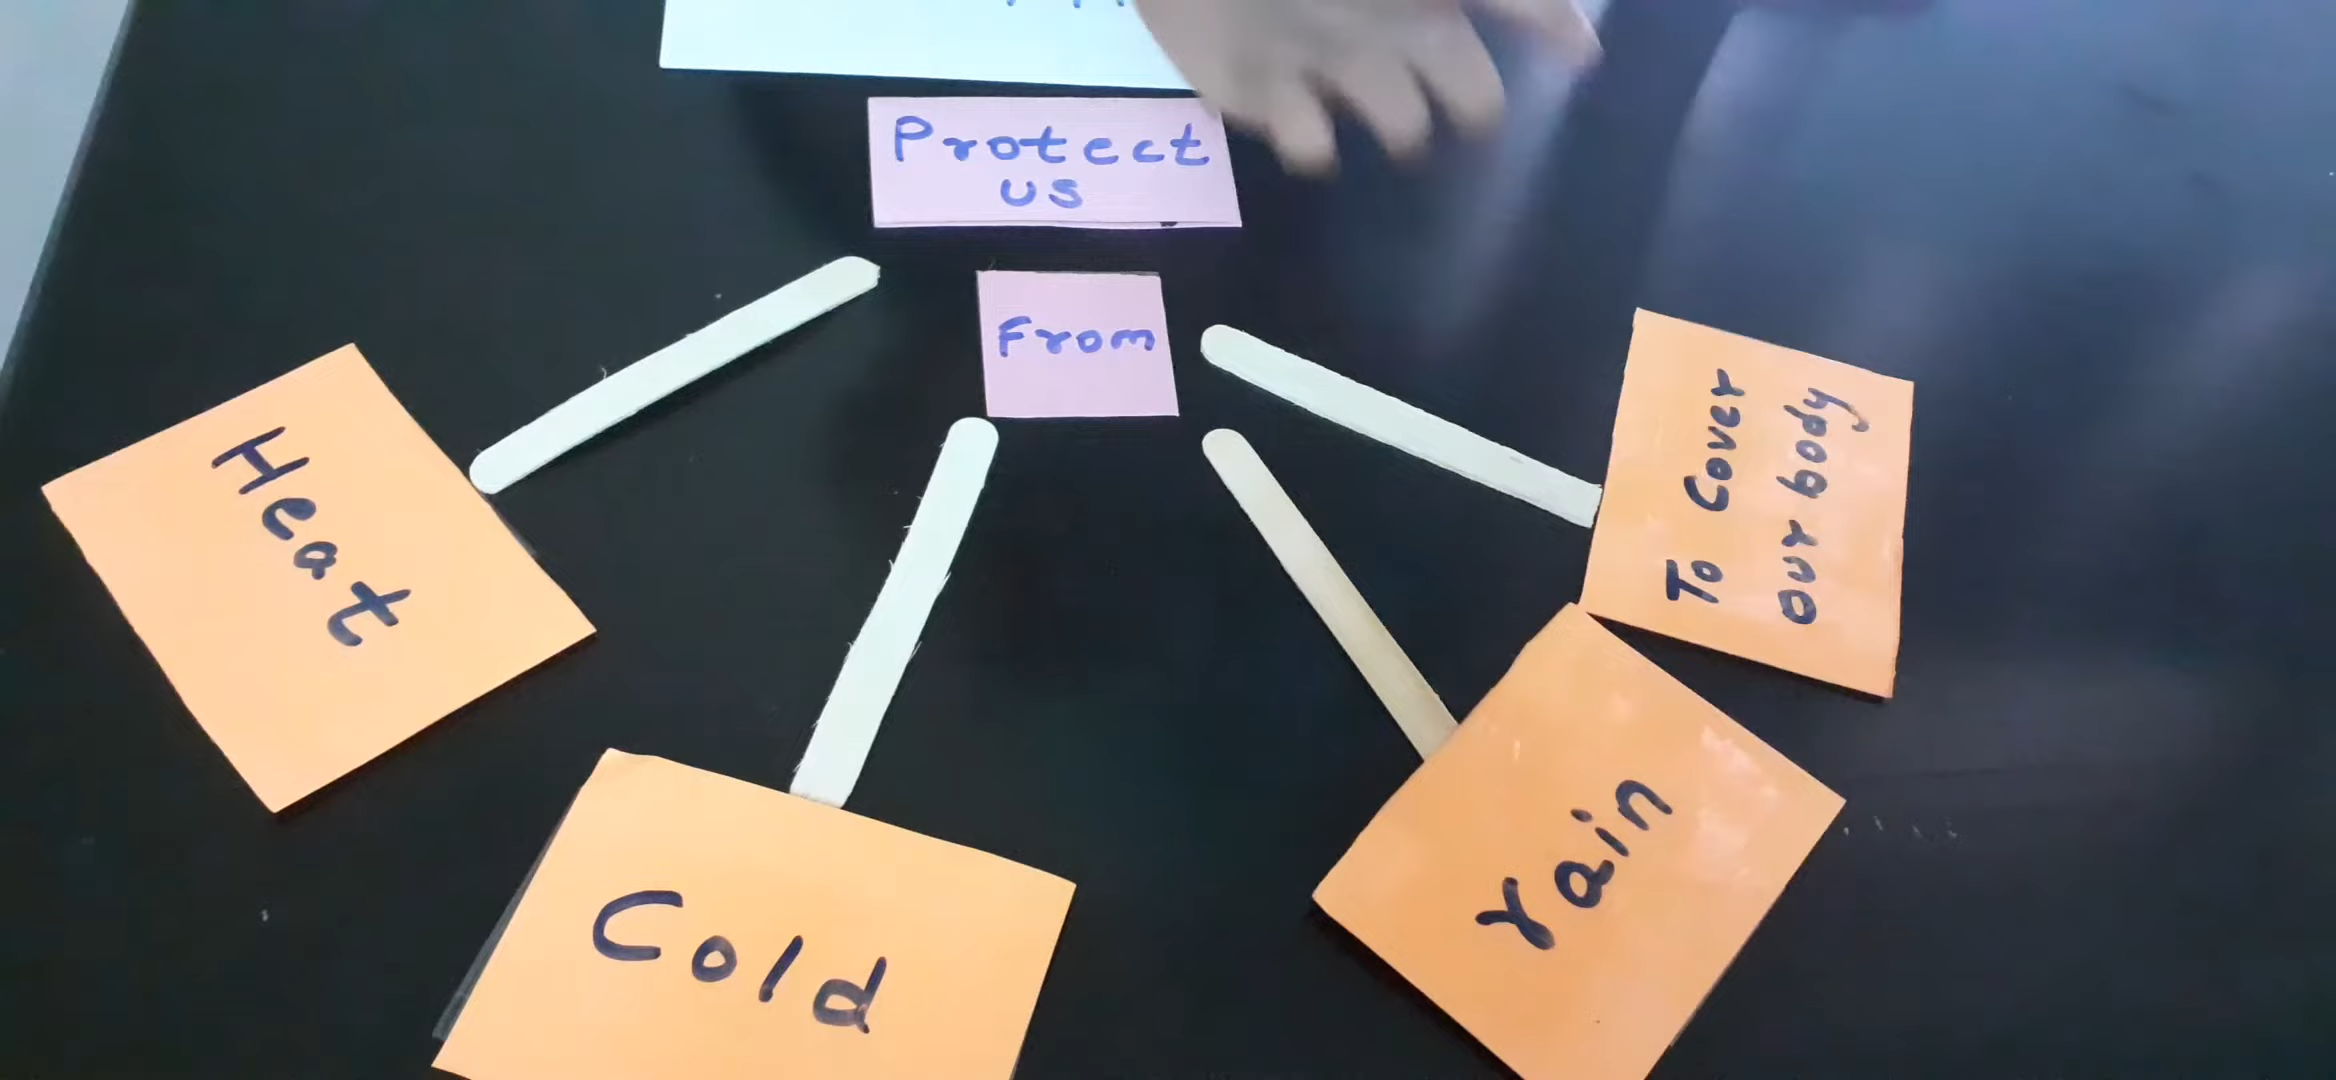 Protect
us
From
Heat
Cold
rain
To Cover
our body